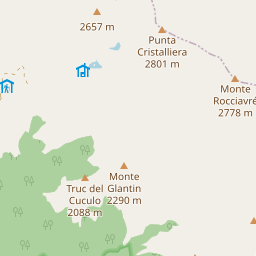 2657 m
Punta
Cristalliera
2801 m
Monte
Rocciavré
2778 m
Monte
Glantin
2290 m
Truc del
Cuculo
2088 m